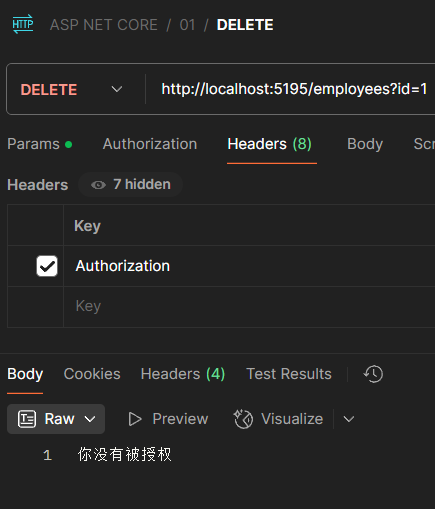 HTTP ASP NET CORE / 01 / DELETE
DELETE http://localhost:5195/employees?id=1
Params Authorization Headers (8) Body Scr
Headers 7 hidden
Key
Authorization
Key
Body Cookies Headers (4) Test Results
Raw Preview Visualize
1 你没有被授权